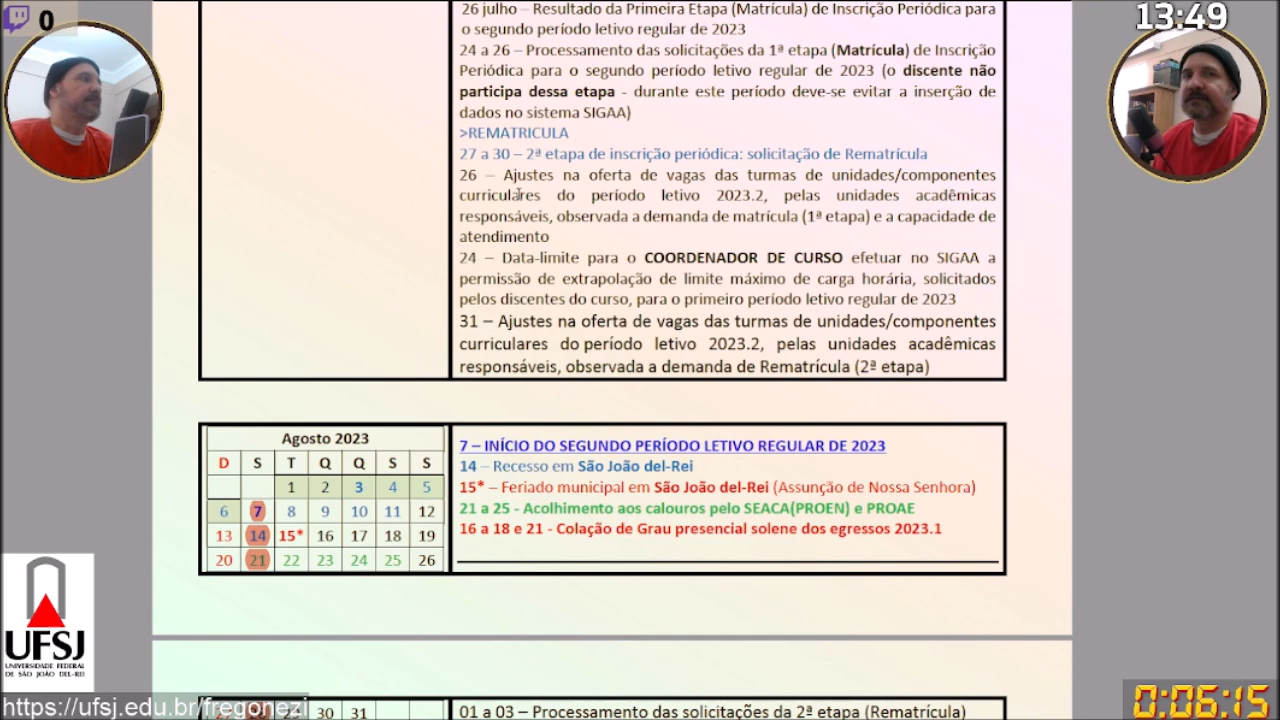 0
13:49
26 julho – Resultado da Primeira Etapa (Matrícula) de Inscrição Periódica para
o segundo período letivo regular de 2023
24 a 26 – Processamento das solicitações da 1ª etapa (Matrícula) de Inscrição
Periódica para o segundo período letivo regular de 2023 (o discente não
participa dessa etapa - durante este período deve-se evitar a inserção de
dados no sistema SIGAA)
>REMATRICULA
27 a 30 – 2ª etapa de inscrição periódica: solicitação de Rematrícula
26 – Ajustes na oferta de vagas das turmas de unidades/componentes
curriculares do período letivo 2023.2, pelas unidades acadêmicas
responsáveis, observada a demanda de matrícula (1ª etapa) e a capacidade de
atendimento
24 – Data-limite para o COORDENADOR DE CURSO efetuar no SIGAA a
permissão de extrapolação de limite máximo de carga horária, solicitados
pelos discentes do curso, para o primeiro período letivo regular de 2023
31 – Ajustes na oferta de vagas das turmas de unidades/componentes
curriculares do período letivo 2023.2, pelas unidades acadêmicas
responsáveis, observada a demanda de Rematrícula (2ª etapa)
Agosto 2023
D S T Q Q S S
1 2 3 4 5
6 7 8 9 10 11 12
13 14 15* 16 17 18 19
20 21 22 23 24 25 26
7 – INÍCIO DO SEGUNDO PERÍODO LETIVO REGULAR DE 2023
14 – Recesso em São João del-Rei
15* – Feriado municipal em São João del-Rei (Assunção de Nossa Senhora)
21 a 25 - Acolhimento aos calouros pelo SEACA(PROEN) e PROAE
16 a 18 e 21 - Colação de Grau presencial solene dos egressos 2023.1
UFSJ
UNIVERSIDADE FEDERAL
DE SÃO JOÃO DEL-REI
https://ufsj.edu.br/fregonezi
30 31
01 a 03 – Processamento das solicitações da 2ª etapa (Rematrícula)
0:06:15